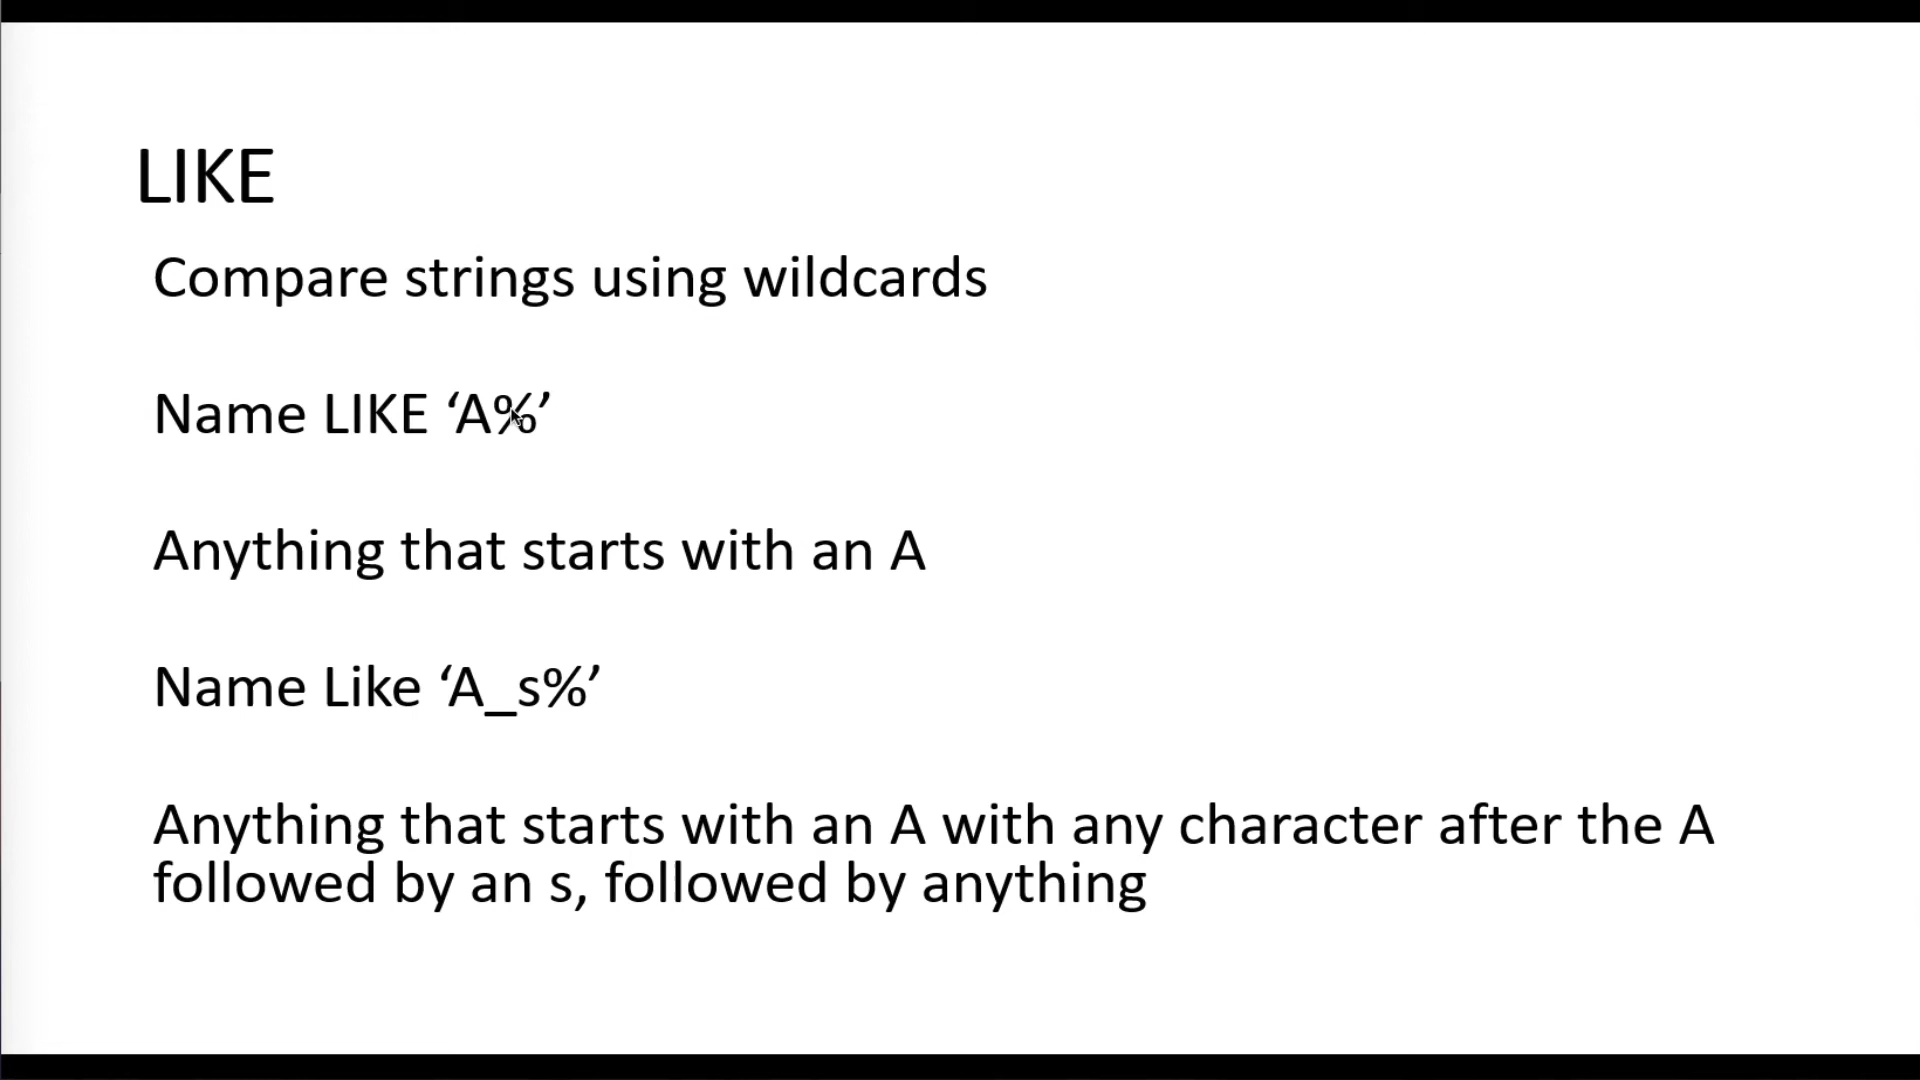 LIKE
Compare strings using wildcards
Name LIKE ‘A%’
Anything that starts with an A
Name Like ‘A_s%’
Anything that starts with an A with any character after the A
followed by an s, followed by anything